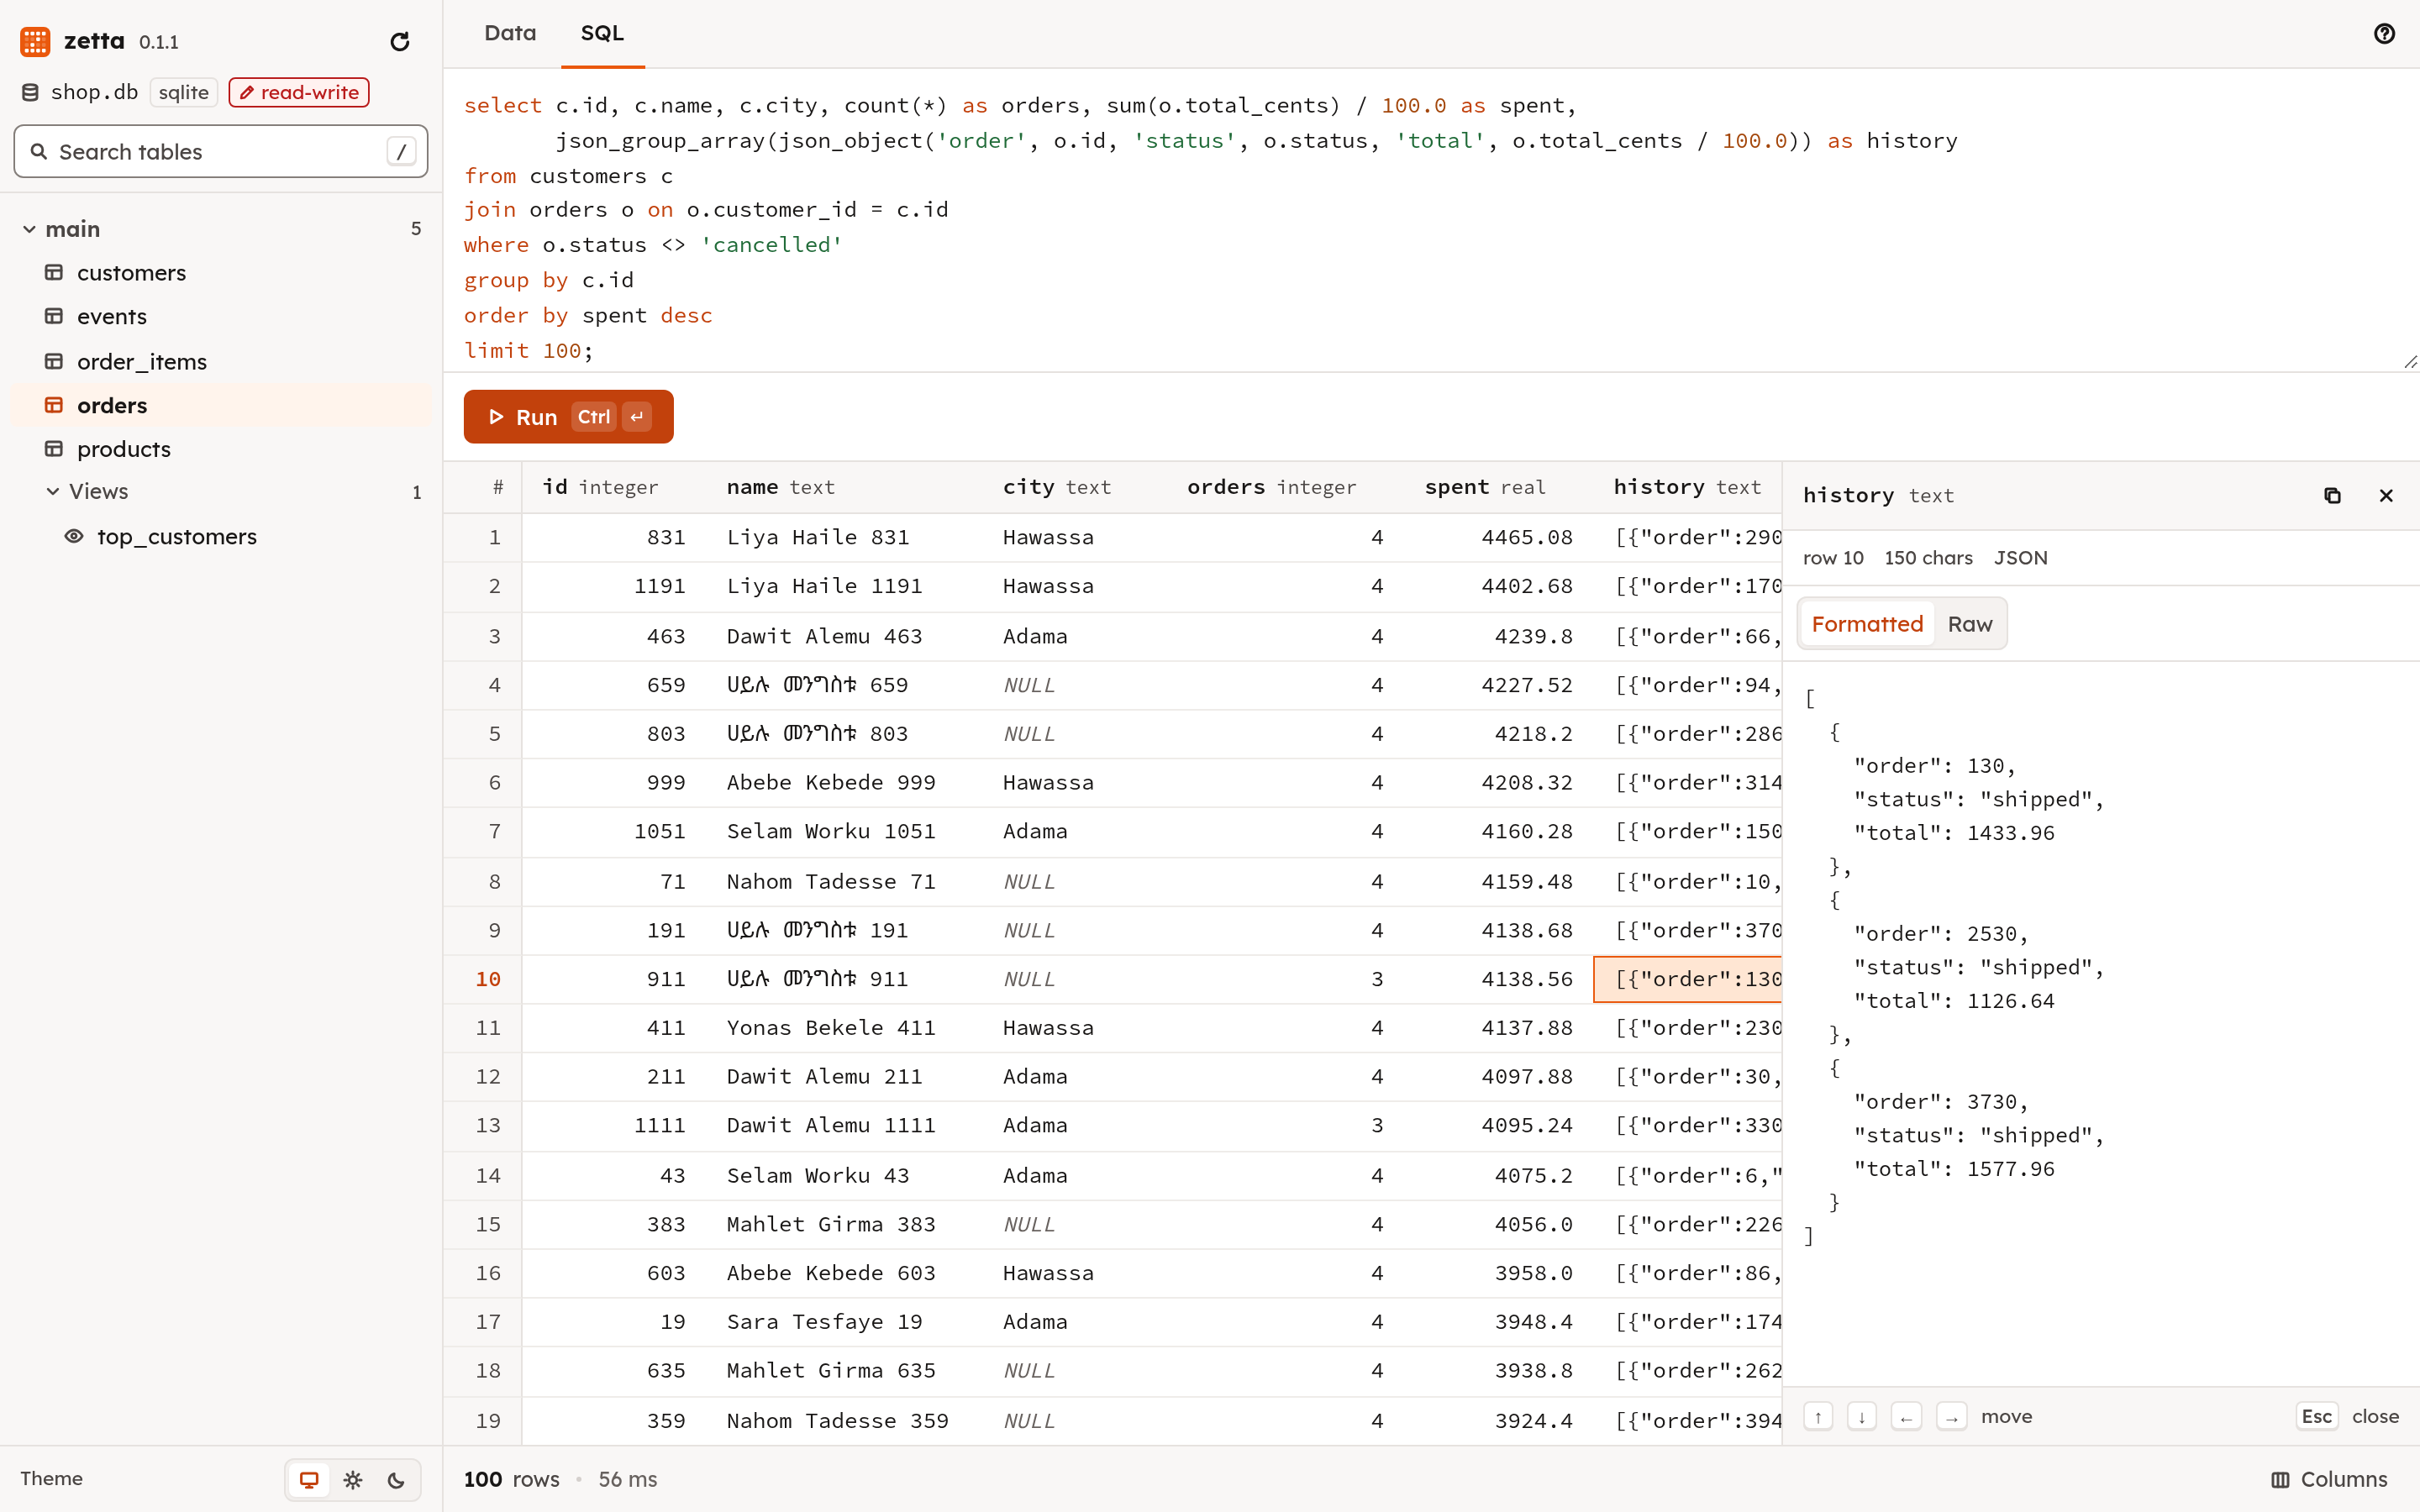 zetta 0.1.1
shop.db sqlite read-write
Search tables /
main 5
customers
events
order_items
orders
products
Views 1
top_customers
Theme
Data SQL
select c.id, c.name, c.city, count(*) as orders, sum(o.total_cents) / 100.0 as spent,
json_group_array(json_object('order', o.id, 'status', o.status, 'total', o.total_cents / 100.0)) as history
from customers c
join orders o on o.customer_id = c.id
where o.status <> 'cancelled'
group by c.id
order by spent desc
limit 100;
Run Ctrl ↵
# id integer name text city text orders integer spent real history text
1 831 Liya Haile 831 Hawassa 4 4465.08 [{"order":290
2 1191 Liya Haile 1191 Hawassa 4 4402.68 [{"order":170
3 463 Dawit Alemu 463 Adama 4 4239.8 [{"order":66,
4 659 ሀይሉ መንግስቱ 659 NULL 4 4227.52 [{"order":94,
5 803 ሀይሉ መንግስቱ 803 NULL 4 4218.2 [{"order":286
6 999 Abebe Kebede 999 Hawassa 4 4208.32 [{"order":314
7 1051 Selam Worku 1051 Adama 4 4160.28 [{"order":150
8 71 Nahom Tadesse 71 NULL 4 4159.48 [{"order":10,
9 191 ሀይሉ መንግስቱ 191 NULL 4 4138.68 [{"order":370
10 911 ሀይሉ መንግስቱ 911 NULL 3 4138.56 [{"order":130
11 411 Yonas Bekele 411 Hawassa 4 4137.88 [{"order":230
12 211 Dawit Alemu 211 Adama 4 4097.88 [{"order":30,
13 1111 Dawit Alemu 1111 Adama 3 4095.24 [{"order":330
14 43 Selam Worku 43 Adama 4 4075.2 [{"order":6,"
15 383 Mahlet Girma 383 NULL 4 4056.0 [{"order":226
16 603 Abebe Kebede 603 Hawassa 4 3958.0 [{"order":86,
17 19 Sara Tesfaye 19 Adama 4 3948.4 [{"order":174
18 635 Mahlet Girma 635 NULL 4 3938.8 [{"order":262
19 359 Nahom Tadesse 359 NULL 4 3924.4 [{"order":394
history text
row 10 150 chars JSON
Formatted Raw
[
{
"order": 130,
"status": "shipped",
"total": 1433.96
},
{
"order": 2530,
"status": "shipped",
"total": 1126.64
},
{
"order": 3730,
"status": "shipped",
"total": 1577.96
}
]
↑ ↓ ← → move Esc close
100 rows • 56 ms Columns